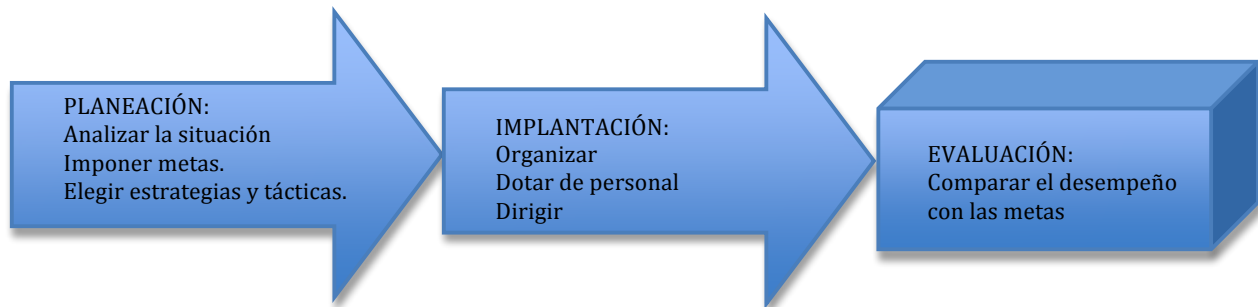 PLANEACIÓN:
Analizar la situación
Imponer metas.
Elegir estrategias y tácticas.
IMPLANTACIÓN:
Organizar
Dotar de personal
Dirigir
EVALUACIÓN:
Comparar el desempeño
con las metas